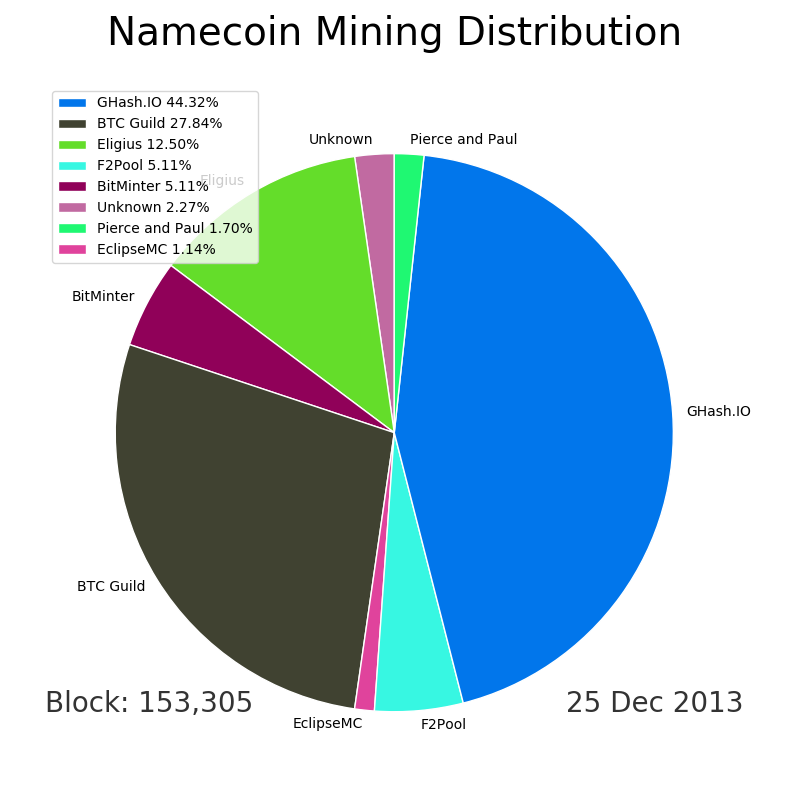 Namecoin Mining Distribution
GHash.IO 44.32%
BTC Guild 27.84%
Eligius 12.50%
F2Pool 5.11%
BitMinter 5.11%
Unknown 2.27%
Pierce and Paul 1.70%
EclipseMC 1.14%
Unknown
Pierce and Paul
Eligius
BitMinter
GHash.IO
BTC Guild
Block: 153,305
25 Dec 2013
EclipseMC
F2Pool